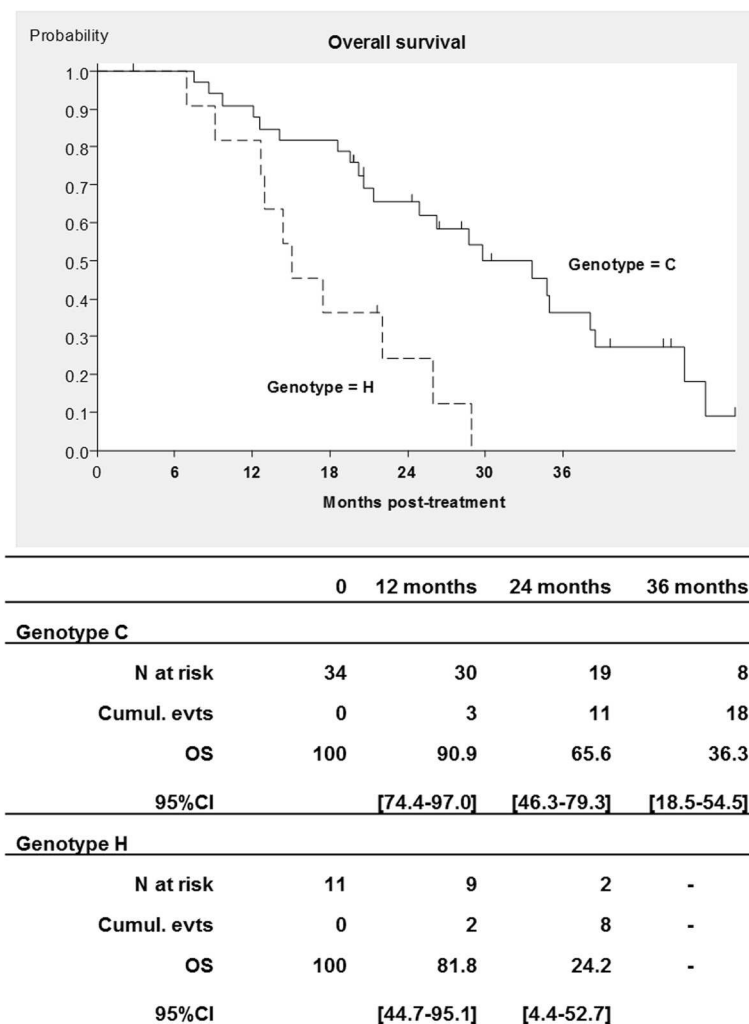 Probability
Overall survival
1.0
0.9
0.8
0.7
0.6
0.5
0.4
0.3
0.2
0.1
0.0
Genotype = C
Genotype = H
0 6 12 18 24 30 36
Months post-treatment
0 12 months 24 months 36 months
Genotype C
N at risk 34 30 19 8
Cumul. evts 0 3 11 18
OS 100 90.9 65.6 36.3
95%CI [74.4-97.0] [46.3-79.3] [18.5-54.5]
Genotype H
N at risk 11 9 2 -
Cumul. evts 0 2 8 -
OS 100 81.8 24.2 -
95%CI [44.7-95.1] [4.4-52.7]